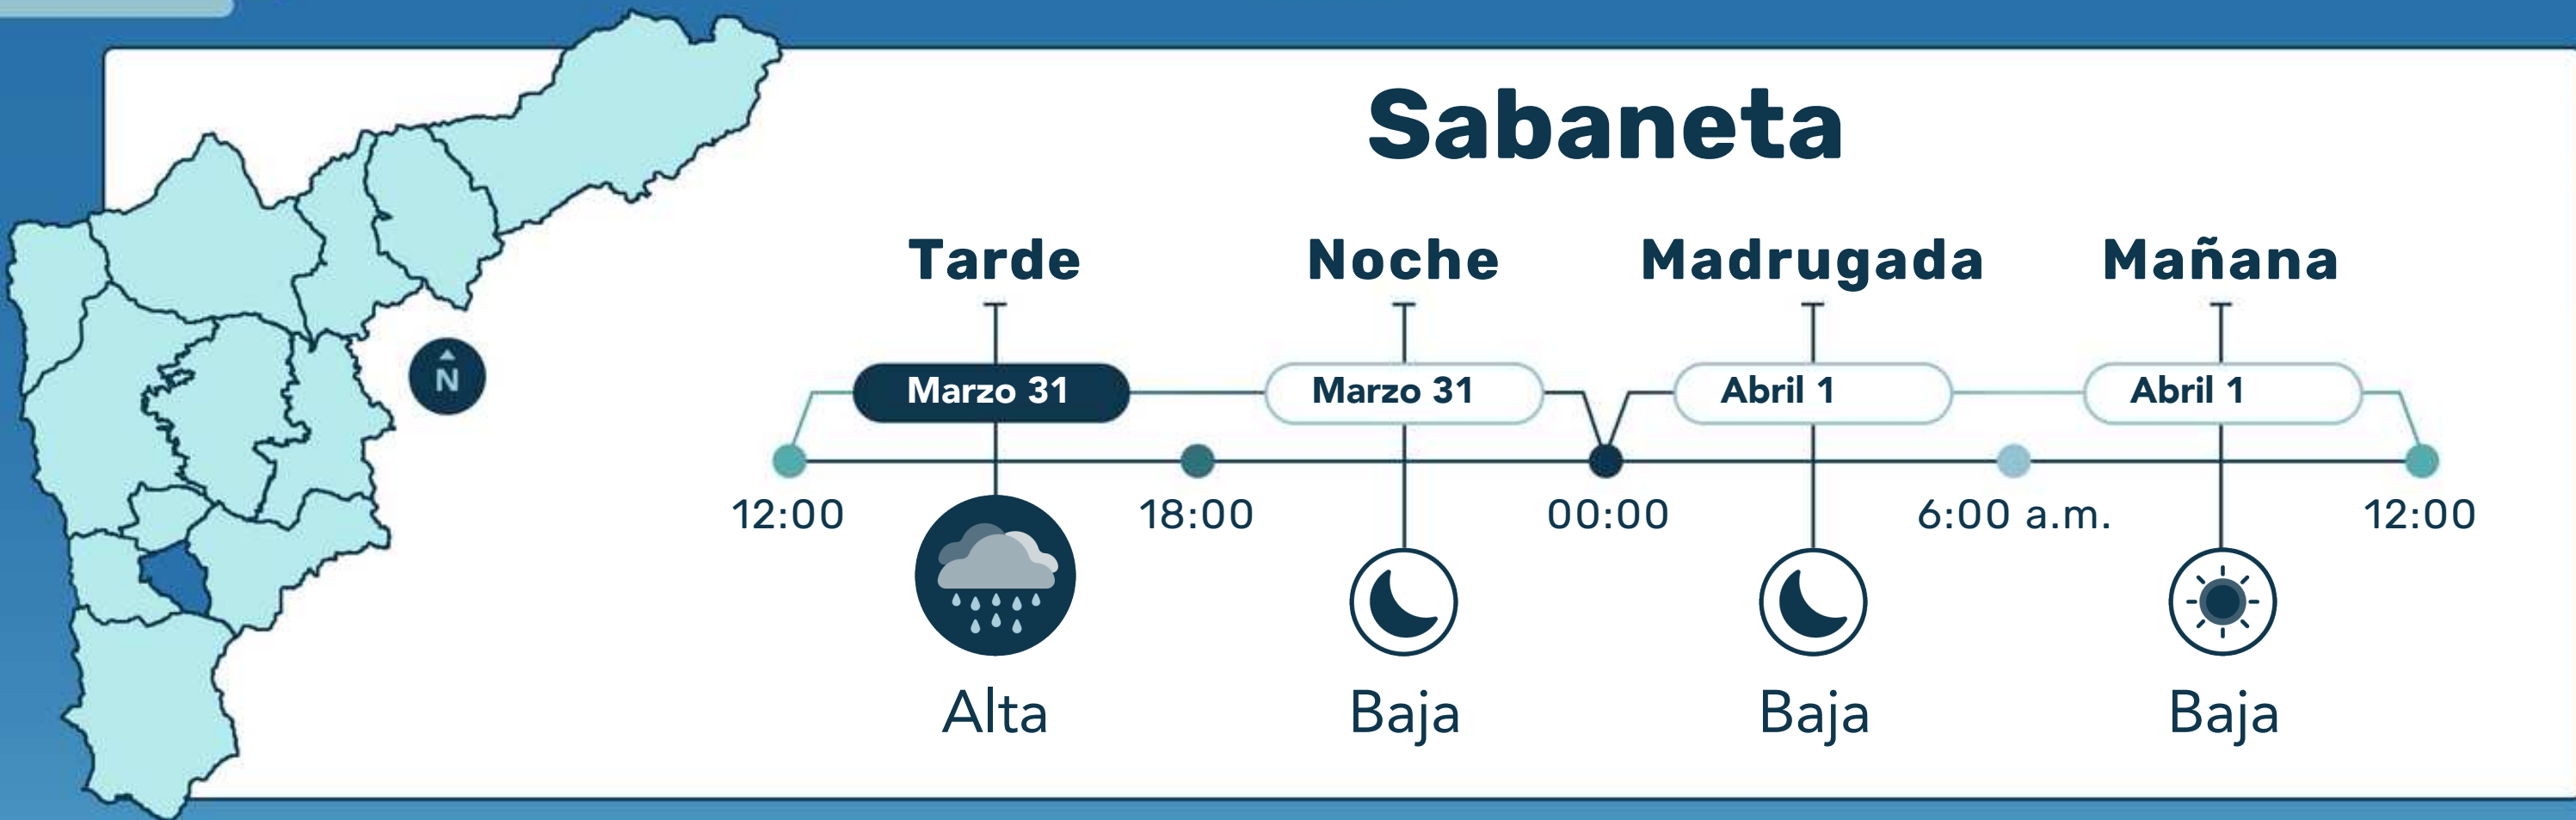 Sabaneta
Tarde
Noche
Madrugada
Mañana
Marzo 31
Marzo 31
Abril 1
Abril 1
N
12:00
18:00
00:00
6:00 a.m.
12:00
Alta
Baja
Baja
Baja